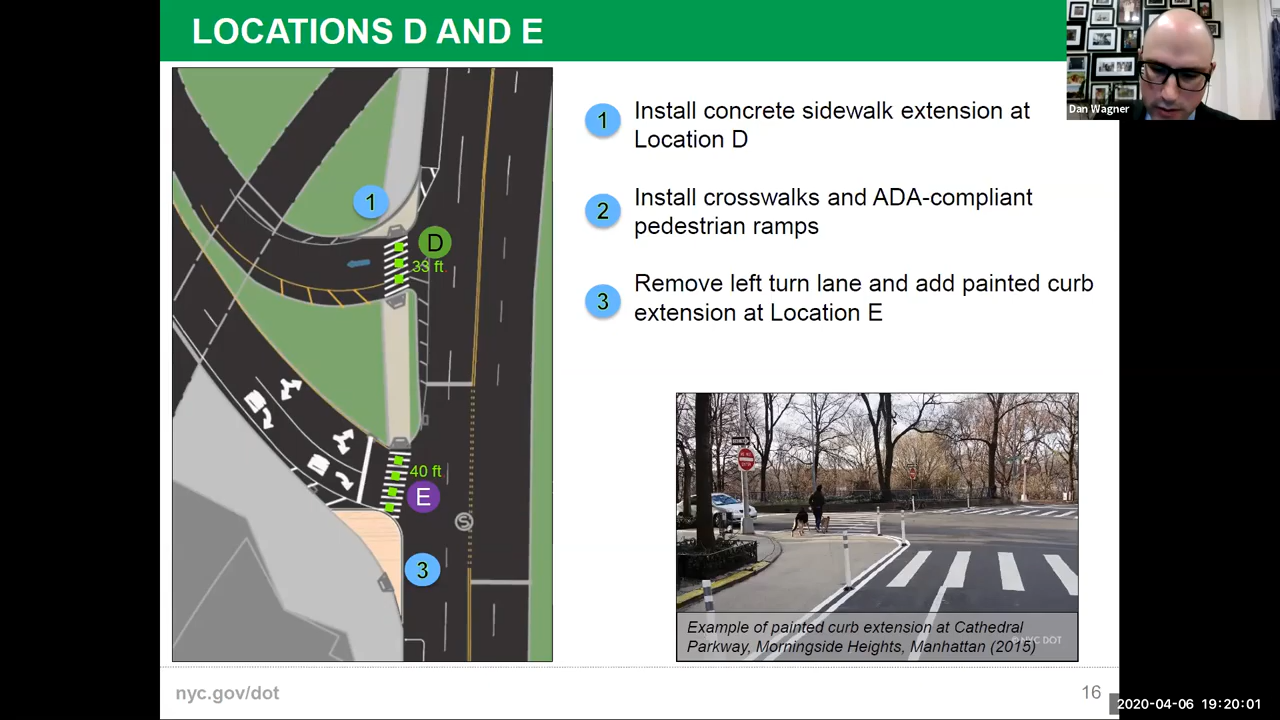 LOCATIONS D AND E
Dan Wagner
1
D
33 ft
40 ft
E
S
3
1
Install concrete sidewalk extension at
Location D
2
Install crosswalks and ADA-compliant
pedestrian ramps
3
Remove left turn lane and add painted curb
extension at Location E
Example of painted curb extension at Cathedral
Parkway, Morningside Heights, Manhattan (2015)
NYC DOT
nyc.gov/dot
16
2020-04-06 19:20:01